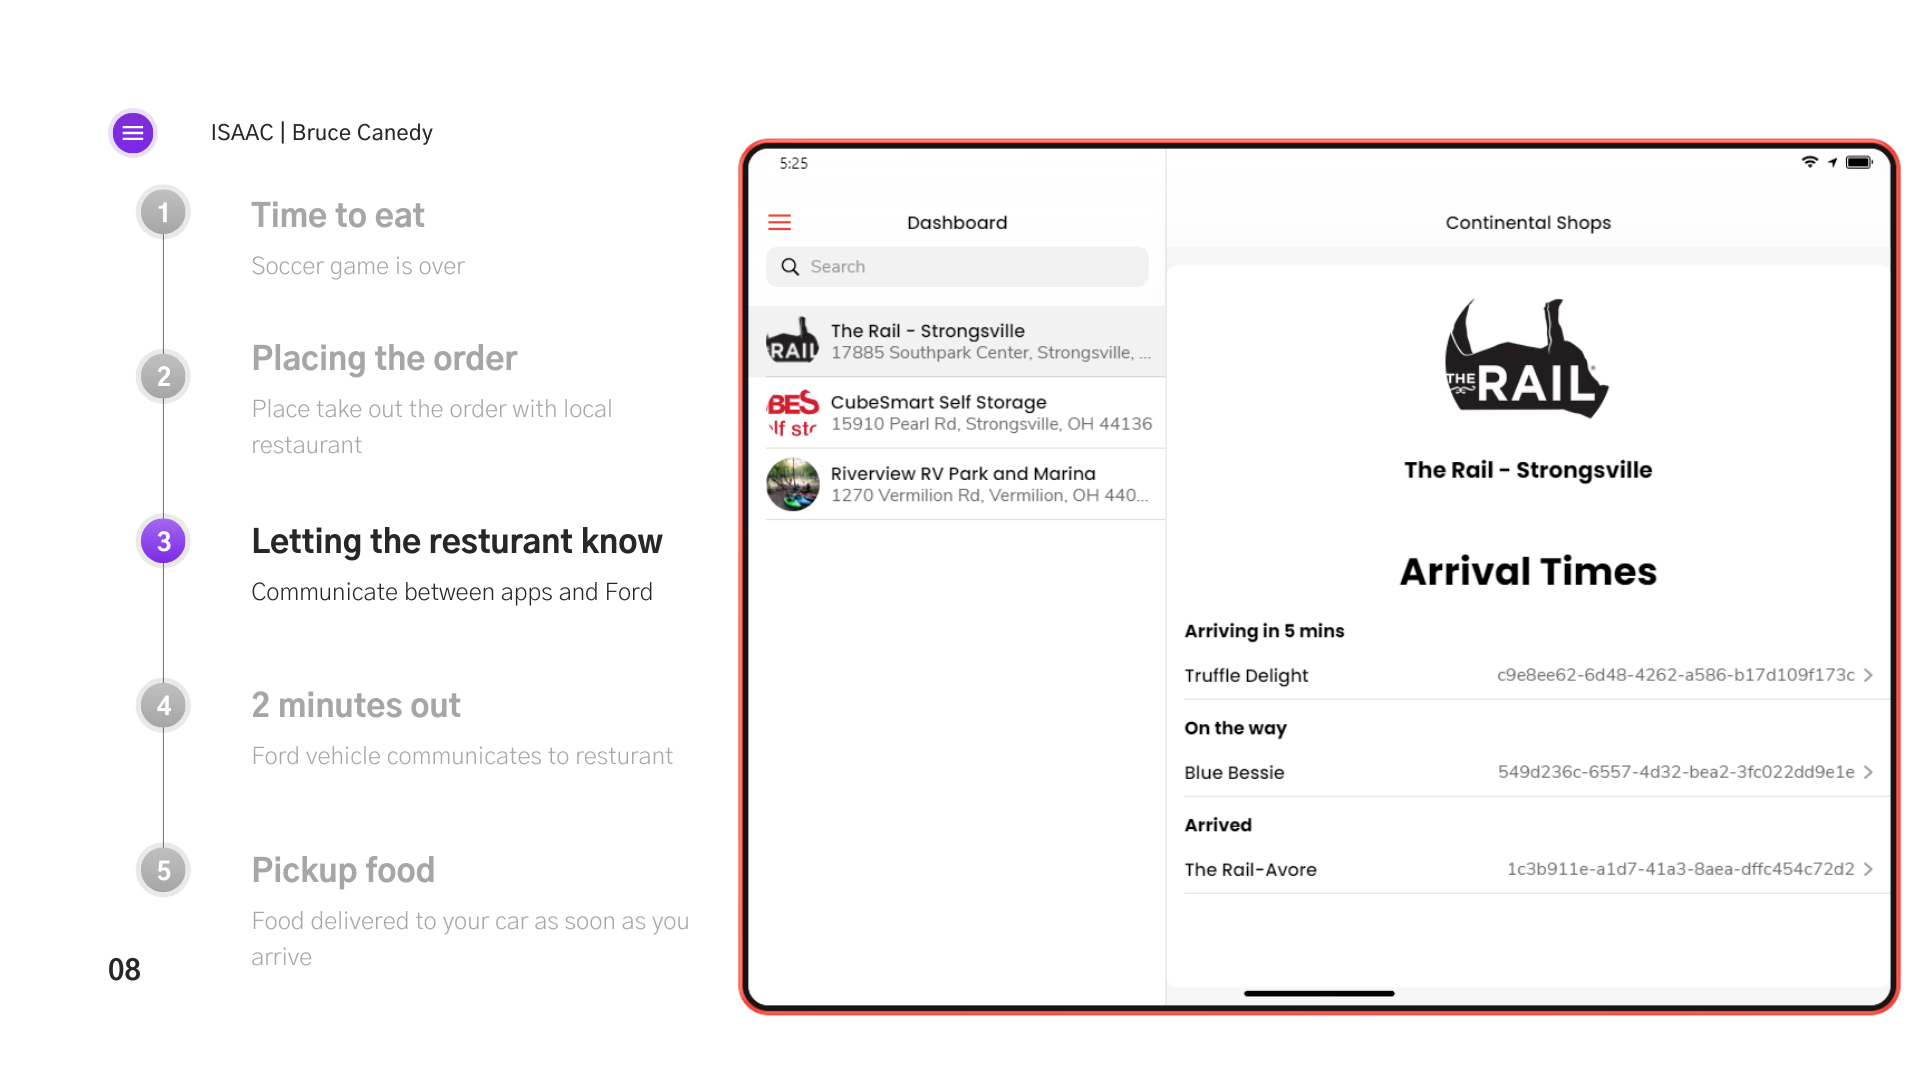 ISAAC | Bruce Canedy
1
Time to eat
Soccer game is over
2
Placing the order
Place take out the order with local
restaurant
3
Letting the resturant know
Communicate between apps and Ford
4
2 minutes out
Ford vehicle communicates to resturant
5
Pickup food
Food delivered to your car as soon as you
arrive
08
5:25
Dashboard
Search
RAIL
The Rail - Strongsville
17885 Southpark Center, Strongsville, ...
BES
lf sto
CubeSmart Self Storage
15910 Pearl Rd, Strongsville, OH 44136
Riverview RV Park and Marina
1270 Vermilion Rd, Vermilion, OH 440...
Continental Shops
THE RAIL
The Rail - Strongsville
Arrival Times
Arriving in 5 mins
Truffle Delight c9e8ee62-6d48-4262-a586-b17d109f173c
On the way
Blue Bessie 549d236c-6557-4d32-bea2-3fc022dd9e1e
Arrived
The Rail-Avore 1c3b911e-a1d7-41a3-8aea-dffc454c72d2